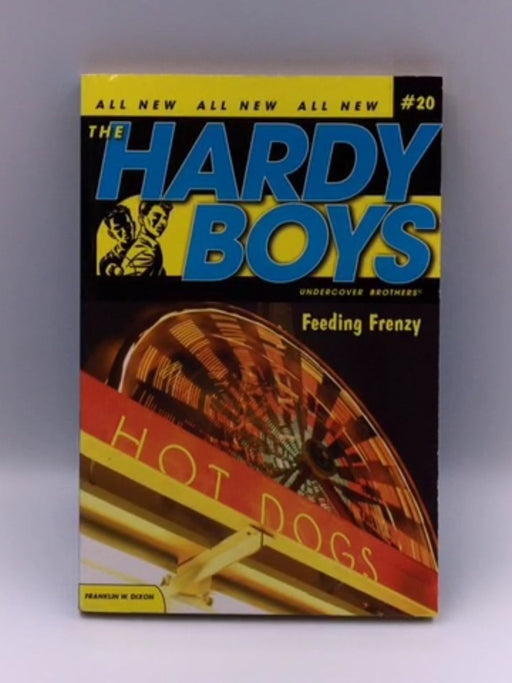 ALL NEW ALL NEW ALL NEW #20
THE
HARDY
BOYS
UNDERCOVER BROTHERS®
Feeding Frenzy
HOT DOGS
FRANKLIN W. DIXON